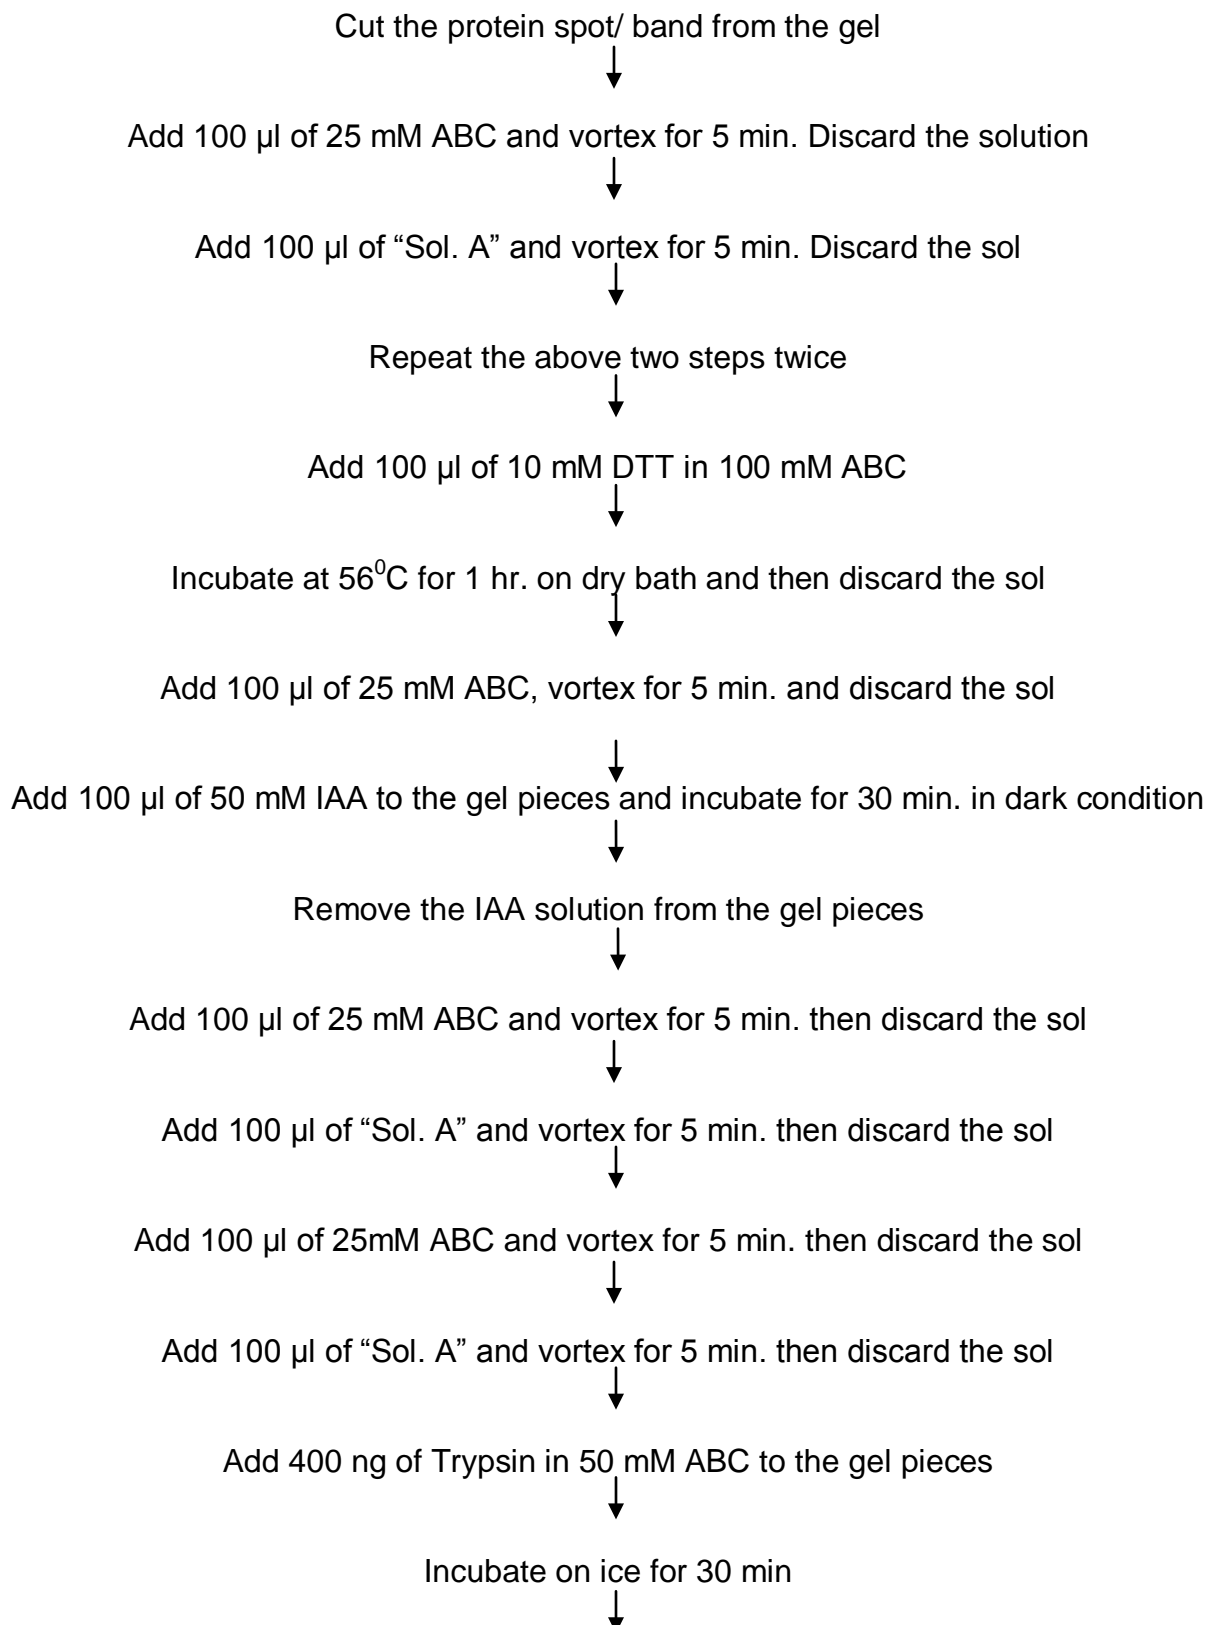 Cut the protein spot/ band from the gel
Add 100 µl of 25 mM ABC and vortex for 5 min. Discard the solution
Add 100 µl of “Sol. A” and vortex for 5 min. Discard the sol
Repeat the above two steps twice
Add 100 µl of 10 mM DTT in 100 mM ABC
Incubate at 56⁰C for 1 hr. on dry bath and then discard the sol
Add 100 µl of 25 mM ABC, vortex for 5 min. and discard the sol
Add 100 µl of 50 mM IAA to the gel pieces and incubate for 30 min. in dark condition
Remove the IAA solution from the gel pieces
Add 100 µl of 25 mM ABC and vortex for 5 min. then discard the sol
Add 100 µl of “Sol. A” and vortex for 5 min. then discard the sol
Add 100 µl of 25mM ABC and vortex for 5 min. then discard the sol
Add 100 µl of “Sol. A” and vortex for 5 min. then discard the sol
Add 400 ng of Trypsin in 50 mM ABC to the gel pieces
Incubate on ice for 30 min